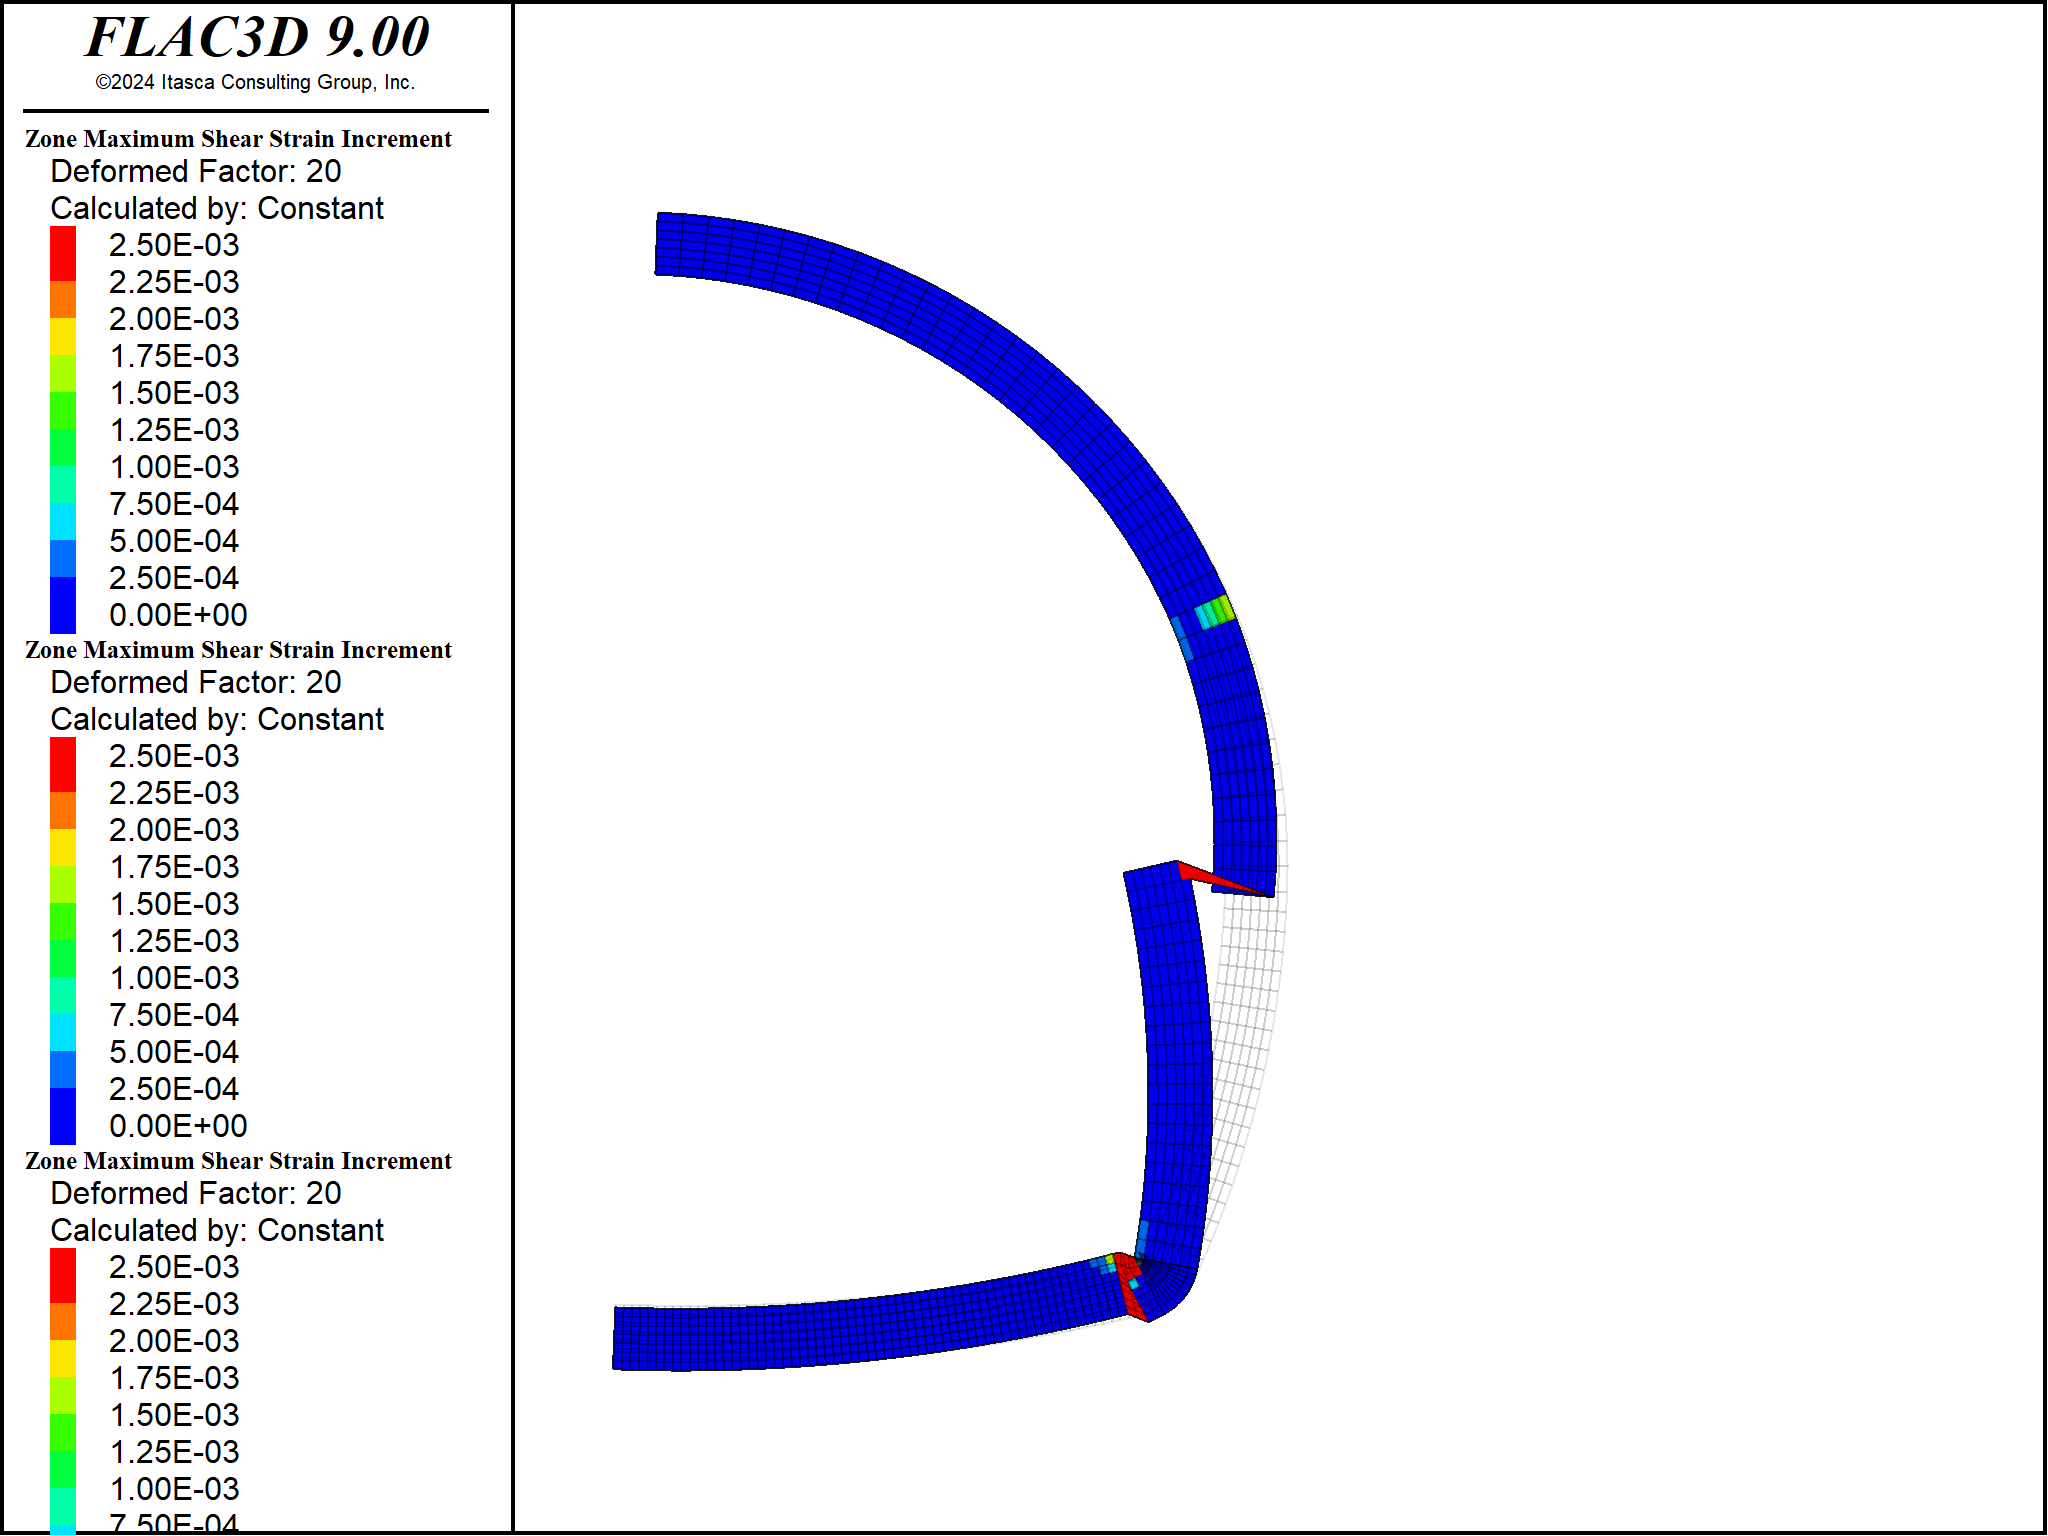 FLAC3D 9.00
©2024 Itasca Consulting Group, Inc.
Zone Maximum Shear Strain Increment
Deformed Factor: 20
Calculated by: Constant
2.50E-03
2.25E-03
2.00E-03
1.75E-03
1.50E-03
1.25E-03
1.00E-03
7.50E-04
5.00E-04
2.50E-04
0.00E+00
Zone Maximum Shear Strain Increment
Deformed Factor: 20
Calculated by: Constant
2.50E-03
2.25E-03
2.00E-03
1.75E-03
1.50E-03
1.25E-03
1.00E-03
7.50E-04
5.00E-04
2.50E-04
0.00E+00
Zone Maximum Shear Strain Increment
Deformed Factor: 20
Calculated by: Constant
2.50E-03
2.25E-03
2.00E-03
1.75E-03
1.50E-03
1.25E-03
1.00E-03
7.50E-04